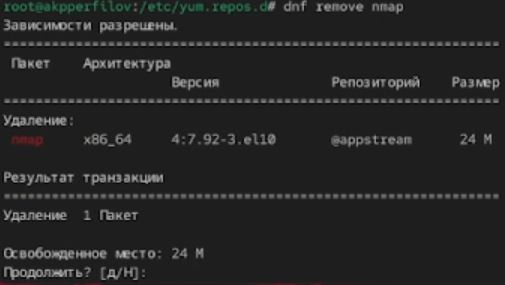 root@akpperfilov:/etc/yum.repos.d# dnf remove nmap
Зависимости разрешены.
================================================================
Пакет Архитектура
Версия Репозиторий Размер
================================================================
Удаление:
nmap x86_64 4:7.92-3.el10 @appstream 24 M

Результат транзакции
================================================================
Удаление 1 Пакет

Освобожденное место: 24 M
Продолжить? [д/Н]: